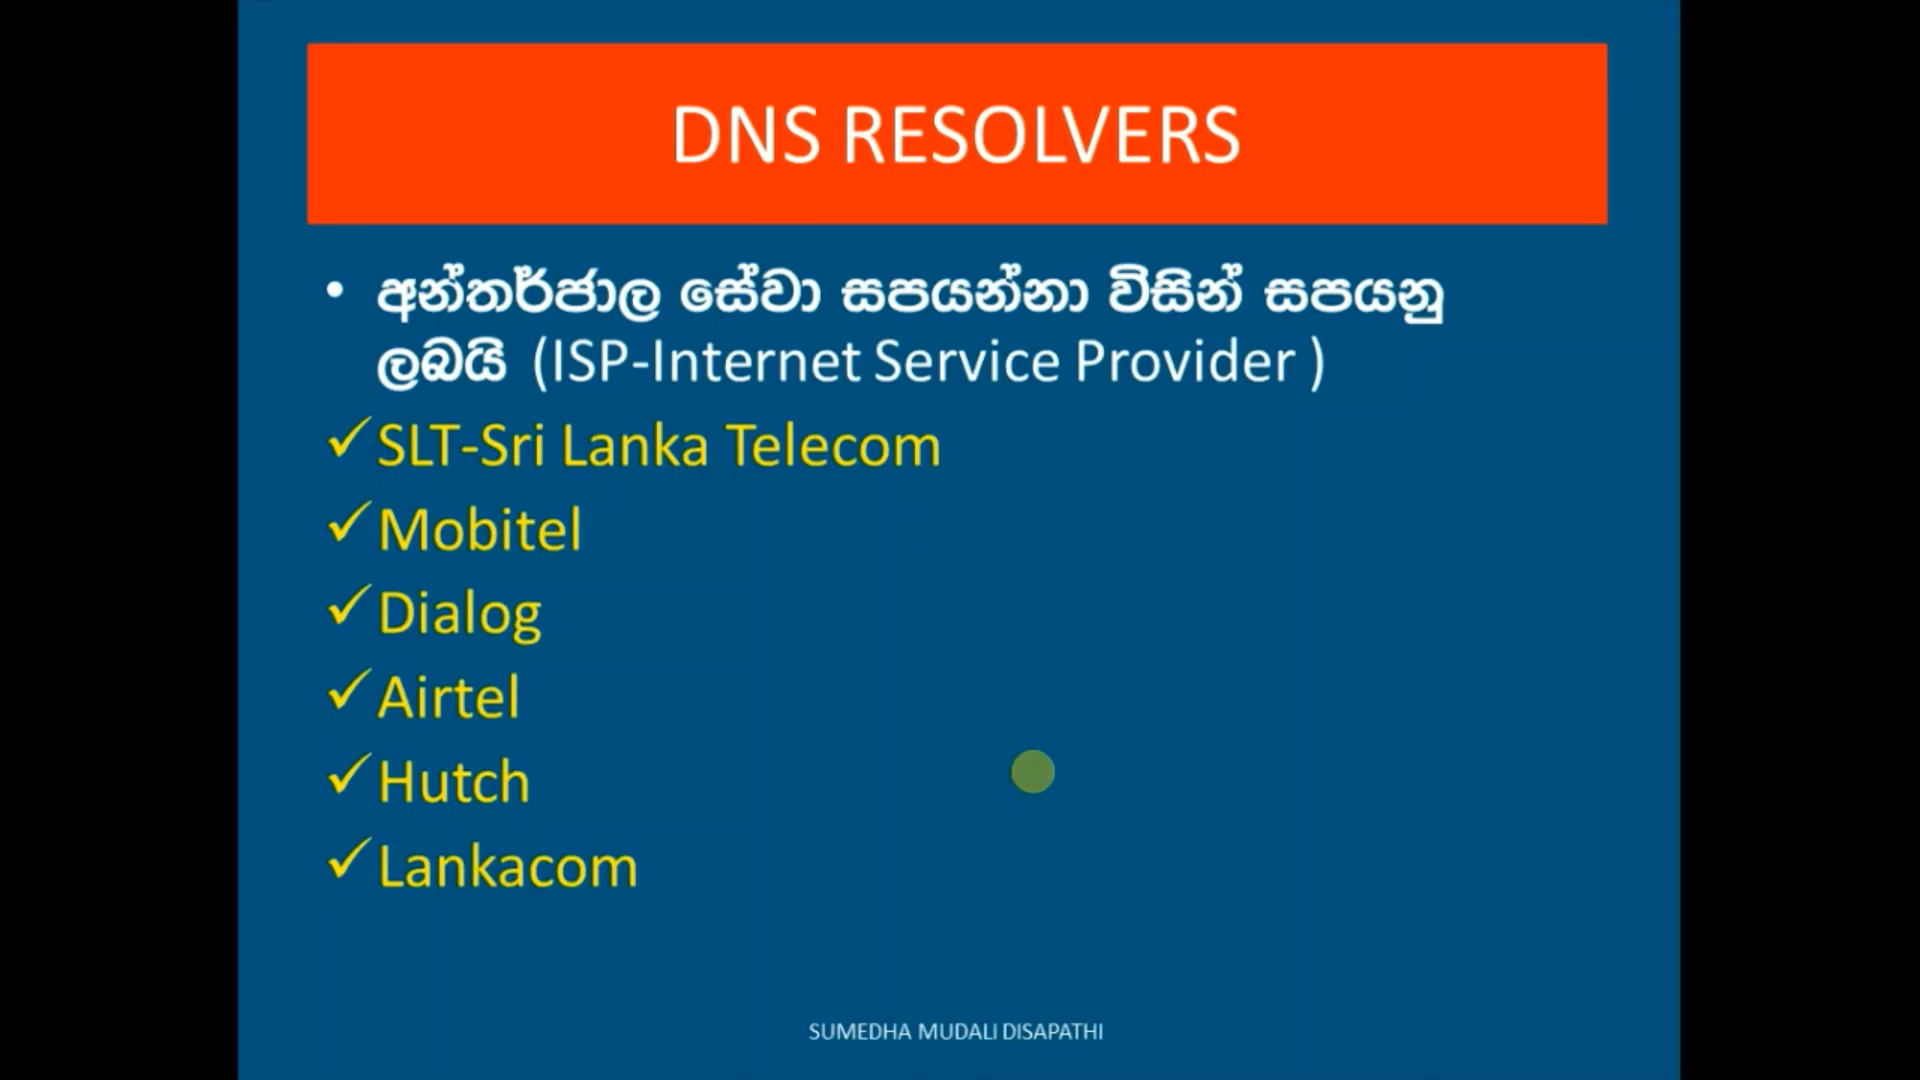 DNS RESOLVERS
• අන්තර්ජාල සේවා සපයන්නා විසින් සපයනු
ලබයි (ISP-Internet Service Provider )
✓SLT-Sri Lanka Telecom
✓Mobitel
✓Dialog
✓Airtel
✓Hutch
✓Lankacom
SUMEDHA MUDALI DISAPATHI